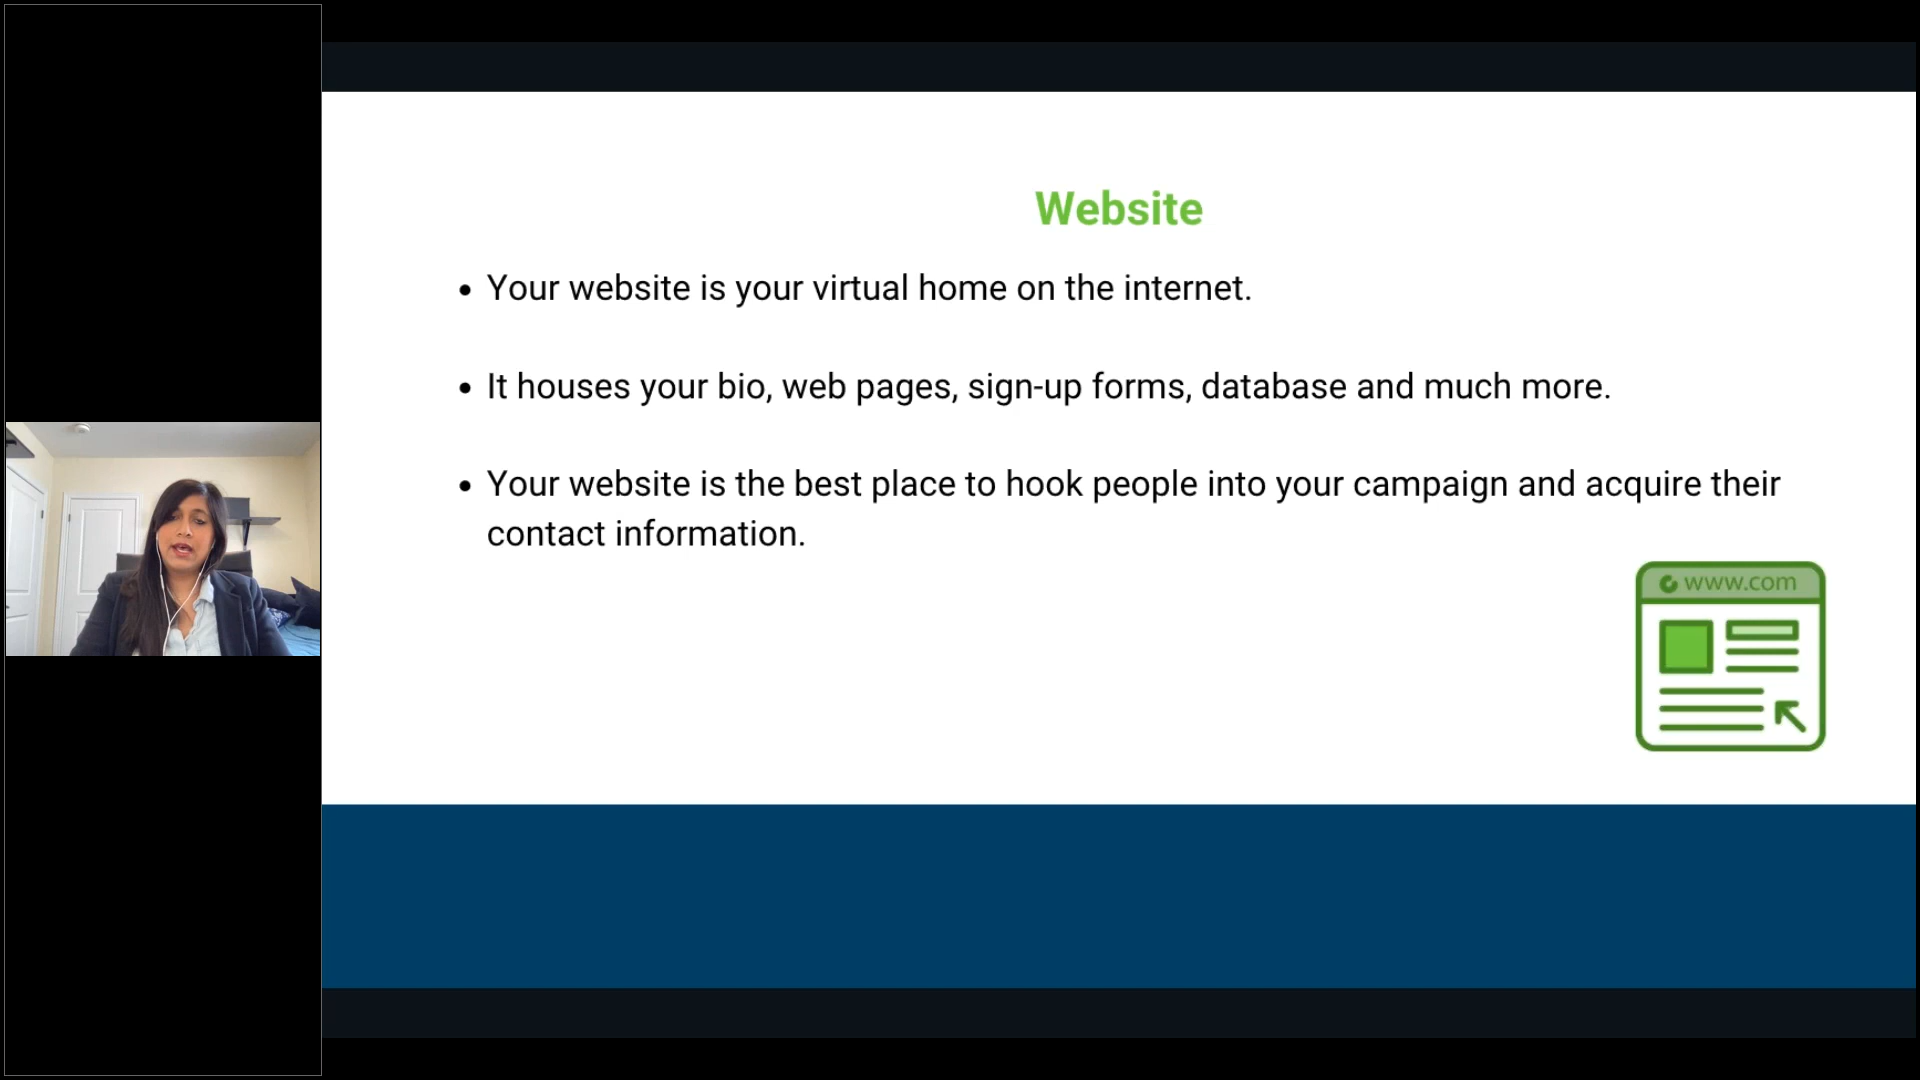 Website
• Your website is your virtual home on the internet.
• It houses your bio, web pages, sign-up forms, database and much more.
• Your website is the best place to hook people into your campaign and acquire their
contact information.
www.com